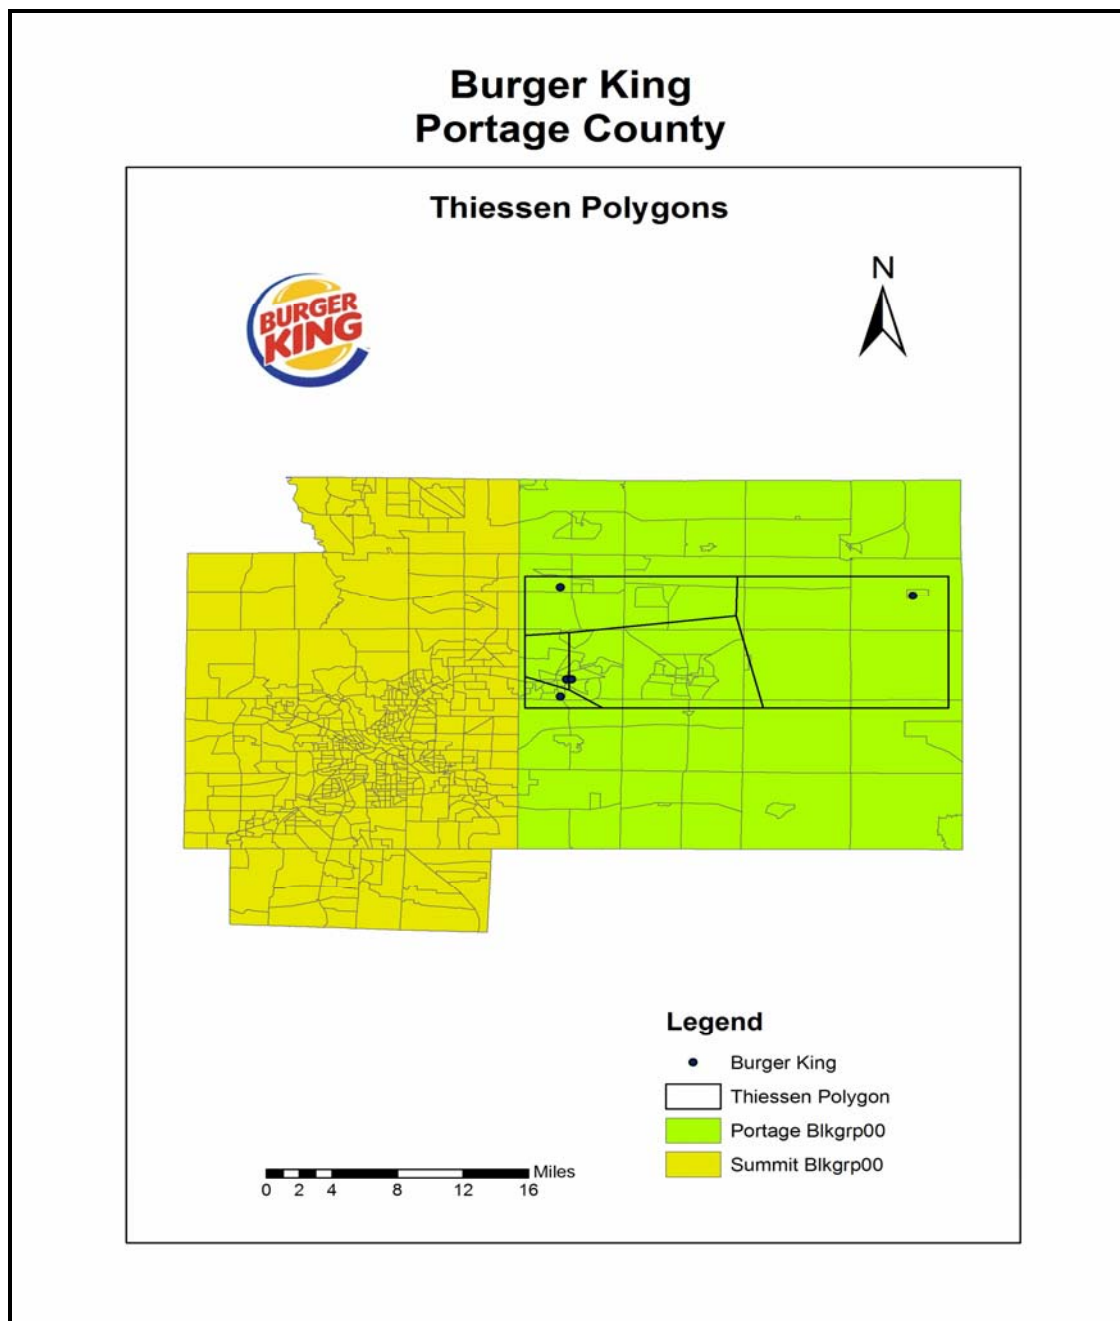 Burger King
Portage County
Thiessen Polygons
BURGER
KING
N
Legend
Burger King
Thiessen Polygon
Portage Blkgrp00
Summit Blkgrp00
Miles
0 2 4 8 12 16